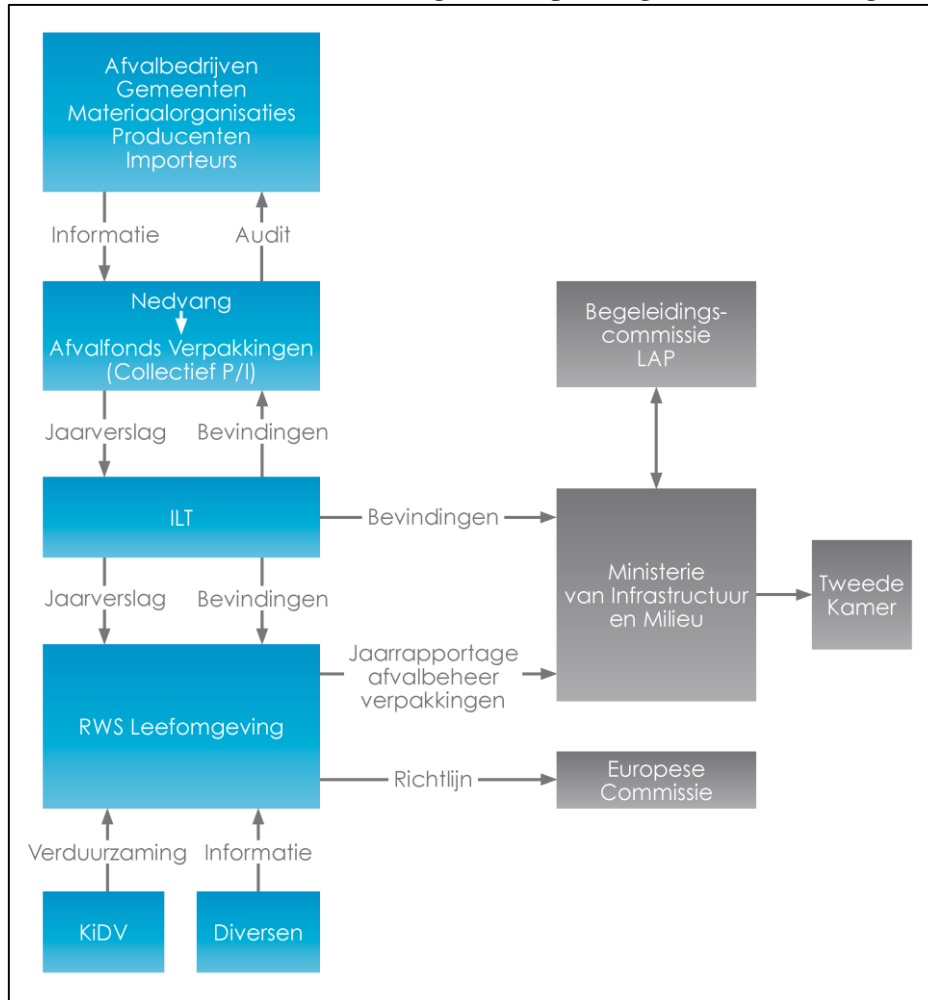 Afvalbedrijven
Gemeenten
Materiaalorganisaties
Producenten
Importeurs
Informatie
Audit
Nedvang
Afvalfonds Verpakkingen
(Collectief P/I)
Begeleidings-
commissie
LAP
Jaarverslag
Bevindingen
ILT
Bevindingen
Ministerie
van Infrastructuur
en Milieu
Tweede
Kamer
Jaarverslag
Bevindingen
RWS Leefomgeving
Jaarrapportage
afvalbeheer
verpakkingen
Richtlijn
Europese
Commissie
Verduurzaming
Informatie
KiDV
Diversen